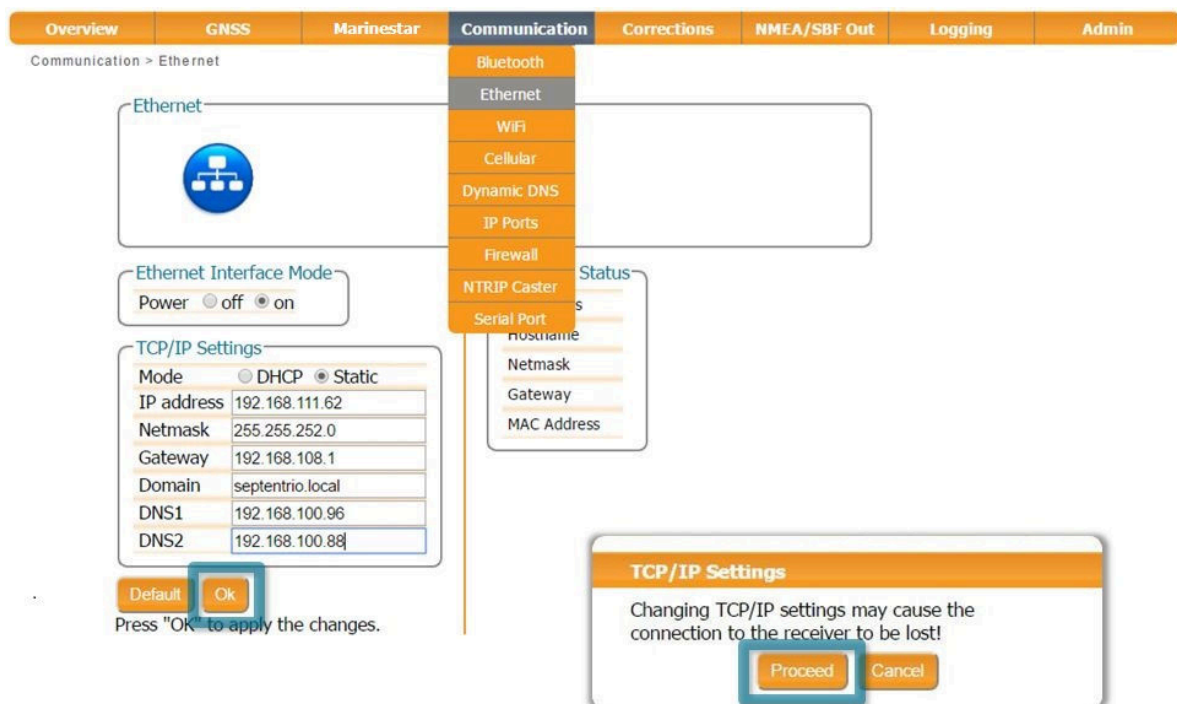 Overview GNSS Marinestar Communication Corrections NMEA/SBF Out Logging Admin
Communication > Ethernet
Bluetooth
Ethernet
WiFi
Cellular
Dynamic DNS
IP Ports
Firewall
NTRIP Caster
Serial Port
Ethernet
Ethernet Interface Mode
Power off on
TCP/IP Settings
Mode DHCP Static
IP address 192.168.111.62
Netmask 255.255.252.0
Gateway 192.168.108.1
Domain septentrio.local
DNS1 192.168.100.96
DNS2 192.168.100.88
Default Ok
Press "OK" to apply the changes.
Status
Hostname
Netmask
Gateway
MAC Address
TCP/IP Settings
Changing TCP/IP settings may cause the
connection to the receiver to be lost!
Proceed Cancel